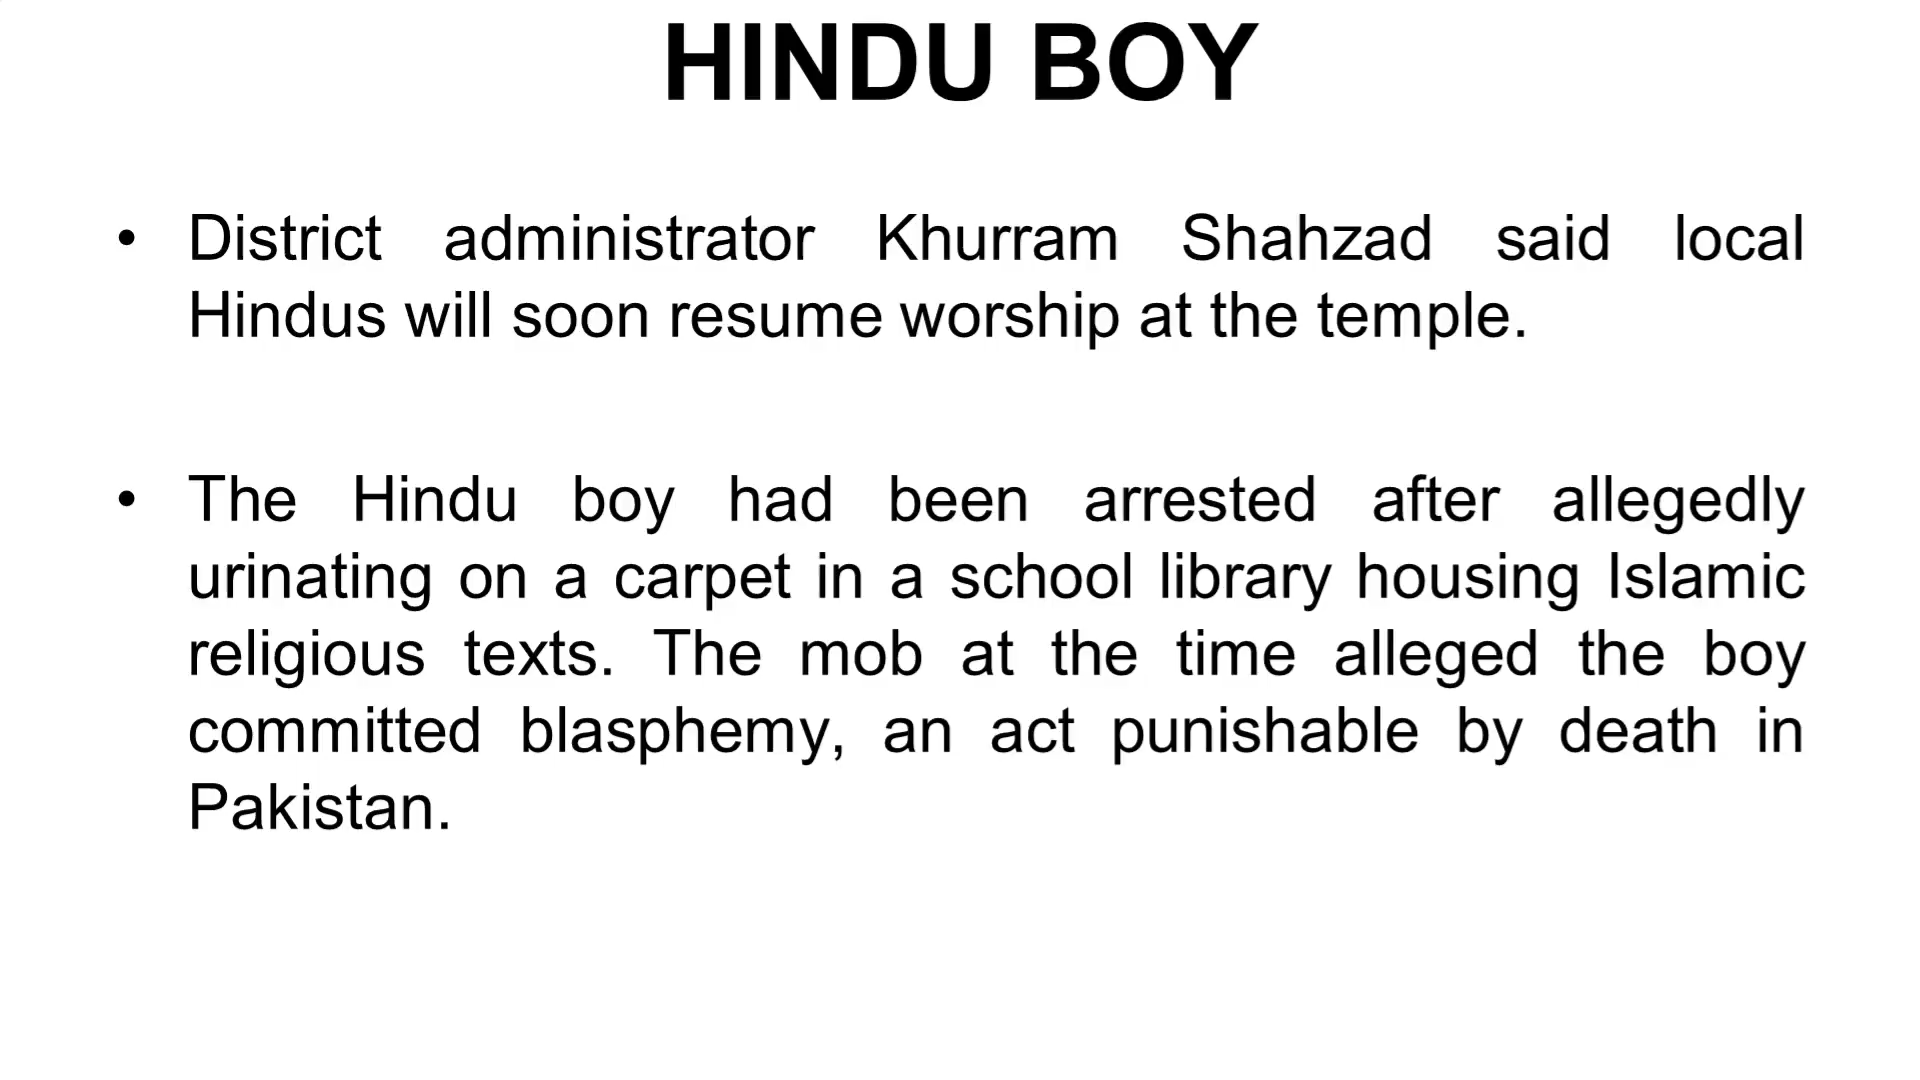 HINDU BOY
• District administrator Khurram Shahzad said local
Hindus will soon resume worship at the temple.
• The Hindu boy had been arrested after allegedly
urinating on a carpet in a school library housing Islamic
religious texts. The mob at the time alleged the boy
committed blasphemy, an act punishable by death in
Pakistan.